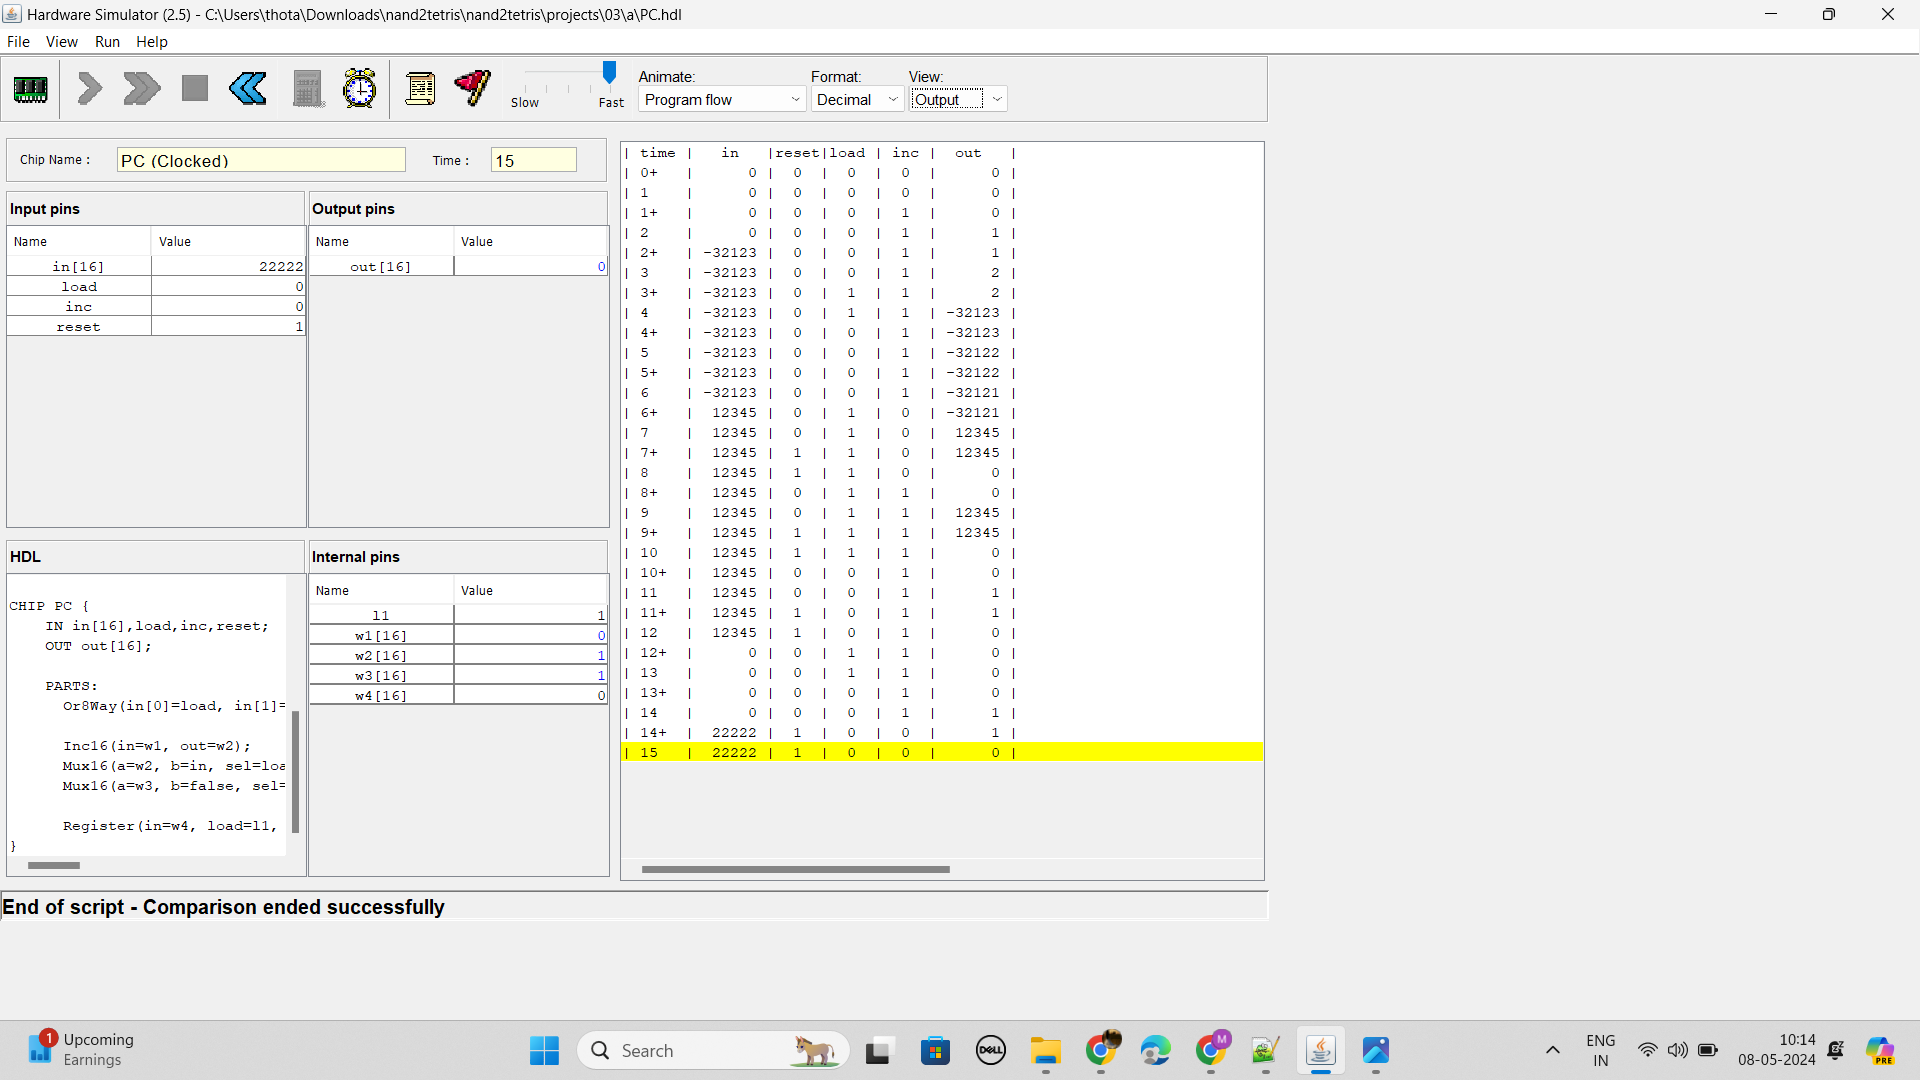 Hardware Simulator (2.5) - C:\Users\thota\Downloads\nand2tetris\nand2tetris\projects\03\a\PC.hdl
File View Run Help
Slow Fast
Animate:
Program flow
Format:
Decimal
View:
Output
Chip Name :
PC (Clocked)
Time :
15
Input pins
Name Value
in[16] 22222
load 0
inc 0
reset 1
Output pins
Name Value
out[16] 0
HDL
CHIP PC {
IN in[16],load,inc,reset;
OUT out[16];
PARTS:
Or8Way(in[0]=load, in[1]=
Inc16(in=w1, out=w2);
Mux16(a=w2, b=in, sel=loa
Mux16(a=w3, b=false, sel=
Register(in=w4, load=l1,
}
Internal pins
Name Value
l1 1
w1[16] 0
w2[16] 1
w3[16] 1
w4[16] 0
| time | in |reset|load | inc | out |
| 0+ | 0 | 0 | 0 | 0 | 0 |
| 1 | 0 | 0 | 0 | 0 | 0 |
| 1+ | 0 | 0 | 0 | 1 | 0 |
| 2 | 0 | 0 | 0 | 1 | 1 |
| 2+ | -32123 | 0 | 0 | 1 | 1 |
| 3 | -32123 | 0 | 0 | 1 | 2 |
| 3+ | -32123 | 0 | 1 | 1 | 2 |
| 4 | -32123 | 0 | 1 | 1 | -32123 |
| 4+ | -32123 | 0 | 0 | 1 | -32123 |
| 5 | -32123 | 0 | 0 | 1 | -32122 |
| 5+ | -32123 | 0 | 0 | 1 | -32122 |
| 6 | -32123 | 0 | 0 | 1 | -32121 |
| 6+ | 12345 | 0 | 1 | 0 | -32121 |
| 7 | 12345 | 0 | 1 | 0 | 12345 |
| 7+ | 12345 | 1 | 1 | 0 | 12345 |
| 8 | 12345 | 1 | 1 | 0 | 0 |
| 8+ | 12345 | 0 | 1 | 1 | 0 |
| 9 | 12345 | 0 | 1 | 1 | 12345 |
| 9+ | 12345 | 1 | 1 | 1 | 12345 |
| 10 | 12345 | 1 | 1 | 1 | 0 |
| 10+ | 12345 | 0 | 0 | 1 | 0 |
| 11 | 12345 | 0 | 0 | 1 | 1 |
| 11+ | 12345 | 1 | 0 | 1 | 1 |
| 12 | 12345 | 1 | 0 | 1 | 0 |
| 12+ | 0 | 0 | 1 | 1 | 0 |
| 13 | 0 | 0 | 1 | 1 | 0 |
| 13+ | 0 | 0 | 0 | 1 | 0 |
| 14 | 0 | 0 | 0 | 1 | 1 |
| 14+ | 22222 | 1 | 0 | 0 | 1 |
| 15 | 22222 | 1 | 0 | 0 | 0 |
End of script - Comparison ended successfully
1
Upcoming
Earnings
Search
DELL
M
ENG
IN
10:14
08-05-2024
PRE